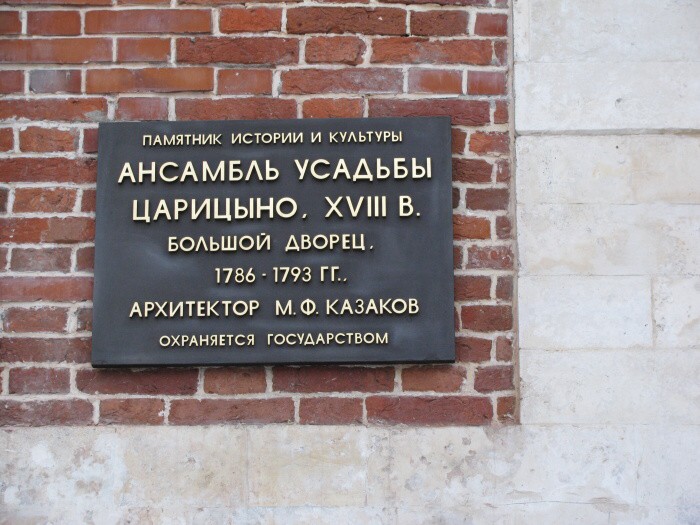 ПАМЯТНИК ИСТОРИИ И КУЛЬТУРЫ
АНСАМБЛЬ УСАДЬБЫ
ЦАРИЦЫНО, XVIII В.
БОЛЬШОЙ ДВОРЕЦ,
1786 - 1793 ГГ.,
АРХИТЕКТОР М.Ф. КАЗАКОВ
ОХРАНЯЕТСЯ ГОСУДАРСТВОМ